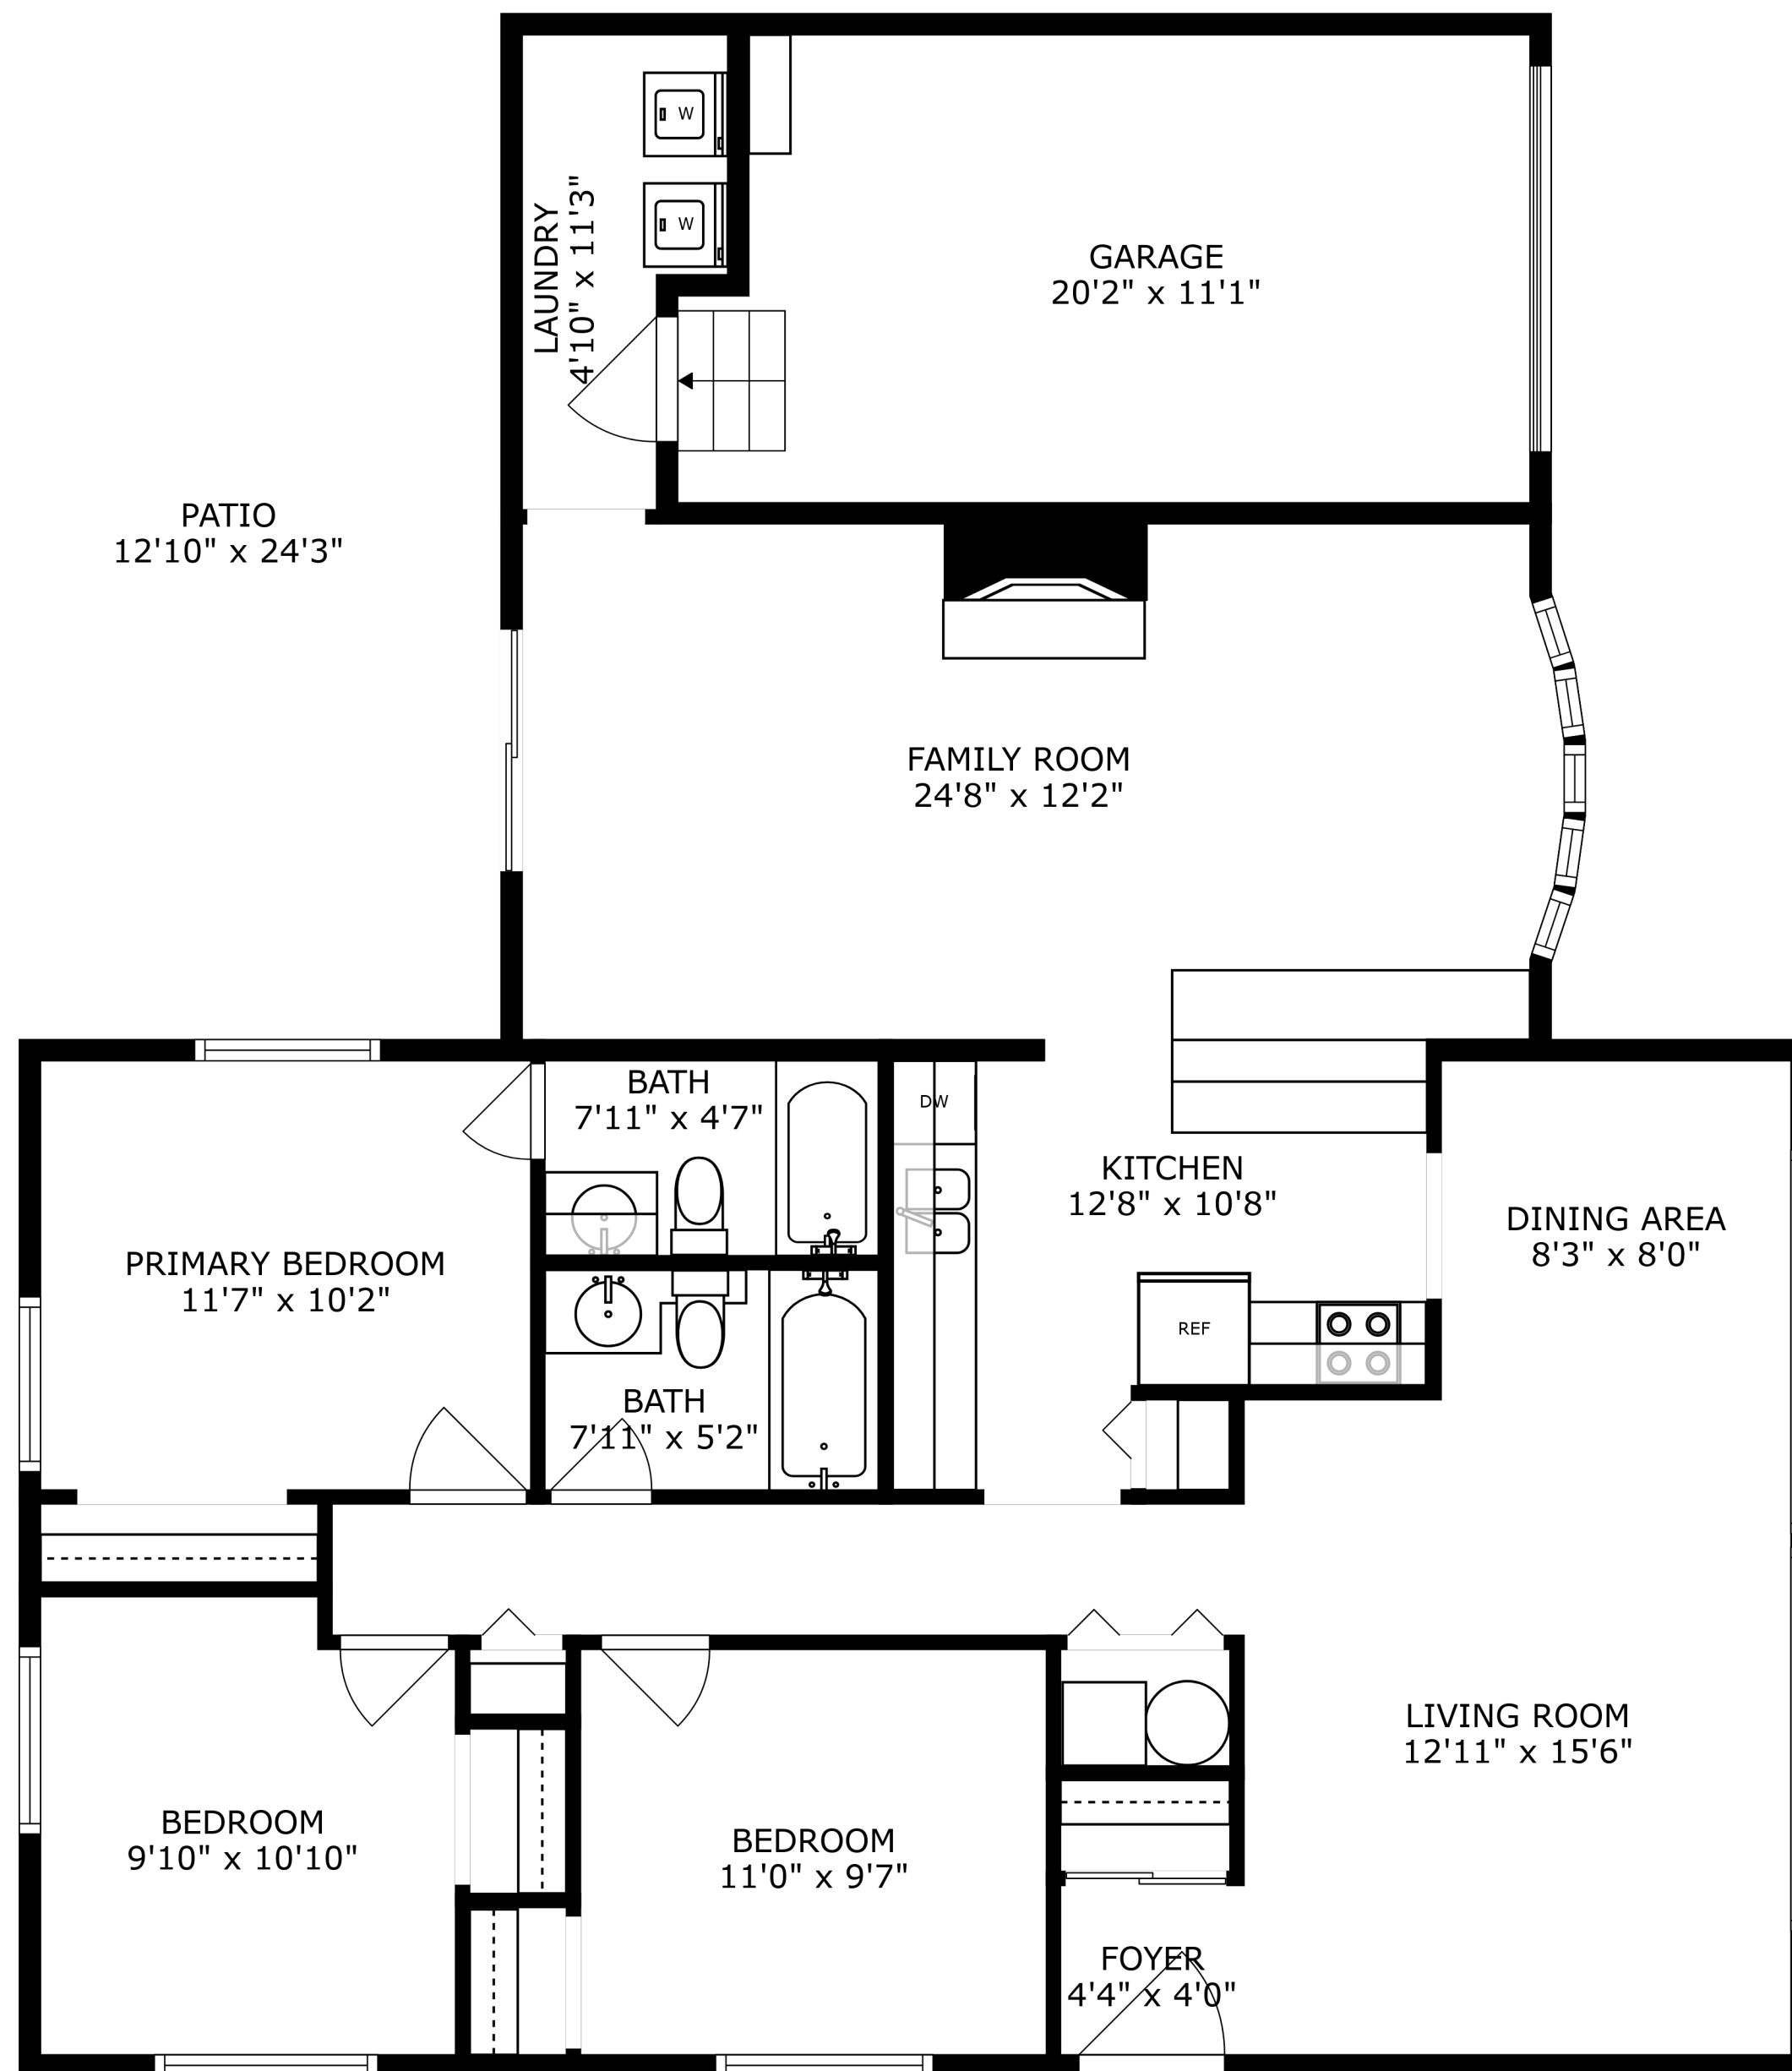 W
W
LAUNDRY
4'10" x 11'3"
GARAGE
20'2" x 11'1"
PATIO
12'10" x 24'3"
FAMILY ROOM
24'8" x 12'2"
BATH
7'11" x 4'7"
DW
KITCHEN
12'8" x 10'8"
DINING AREA
8'3" x 8'0"
PRIMARY BEDROOM
11'7" x 10'2"
REF
BATH
7'11" x 5'2"
LIVING ROOM
12'11" x 15'6"
BEDROOM
9'10" x 10'10"
BEDROOM
11'0" x 9'7"
FOYER
4'4" x 4'0"